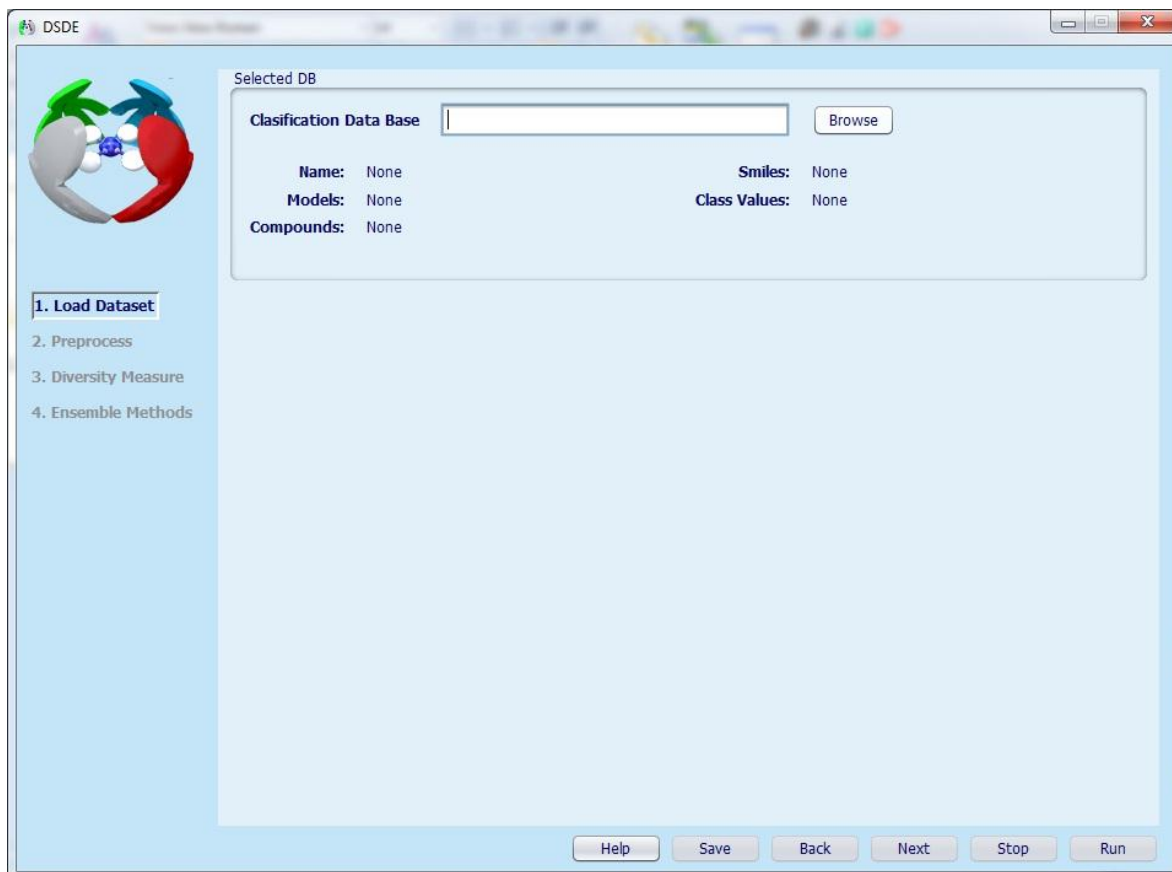 DSDE
Selected DB
Clasification Data Base
Browse
Name: None
Smiles: None
Models: None
Class Values: None
Compounds: None
1. Load Dataset
2. Preprocess
3. Diversity Measure
4. Ensemble Methods
Help
Save
Back
Next
Stop
Run